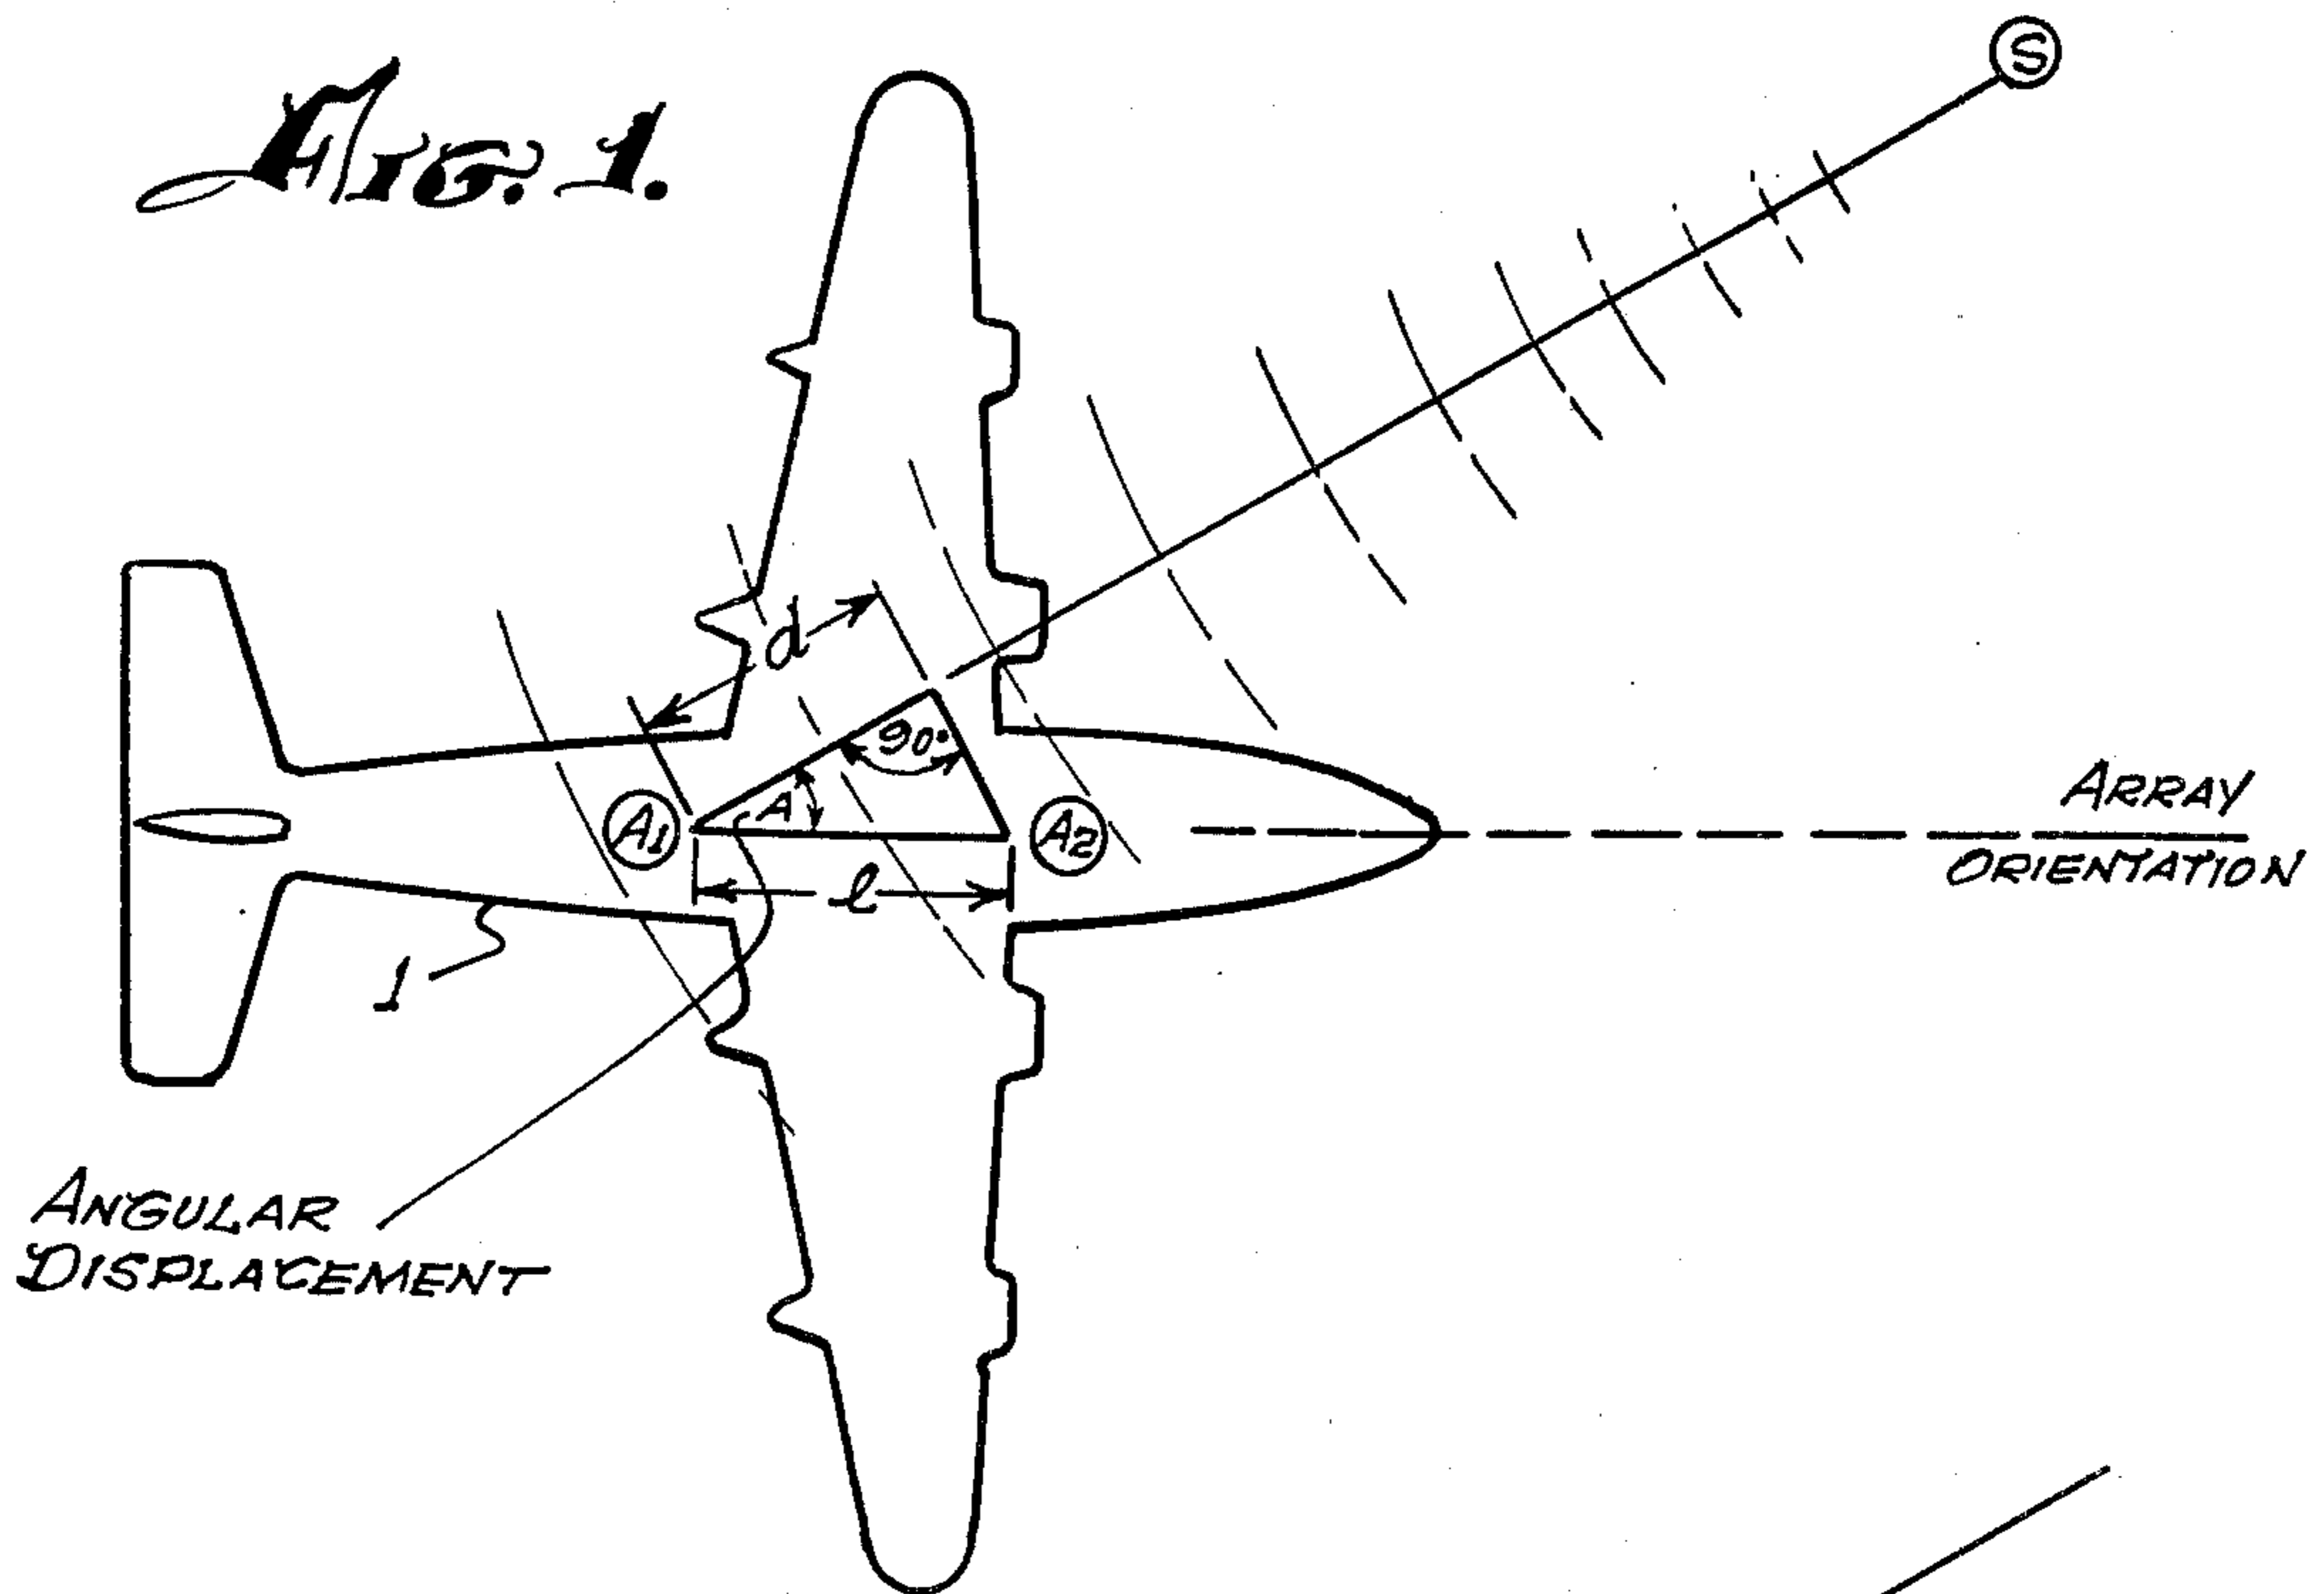 FIG. 1.
S
d
90°
A
A1
A2
l
ARRAY
ORIENTATION
1
ANGULAR
DISPLACEMENT